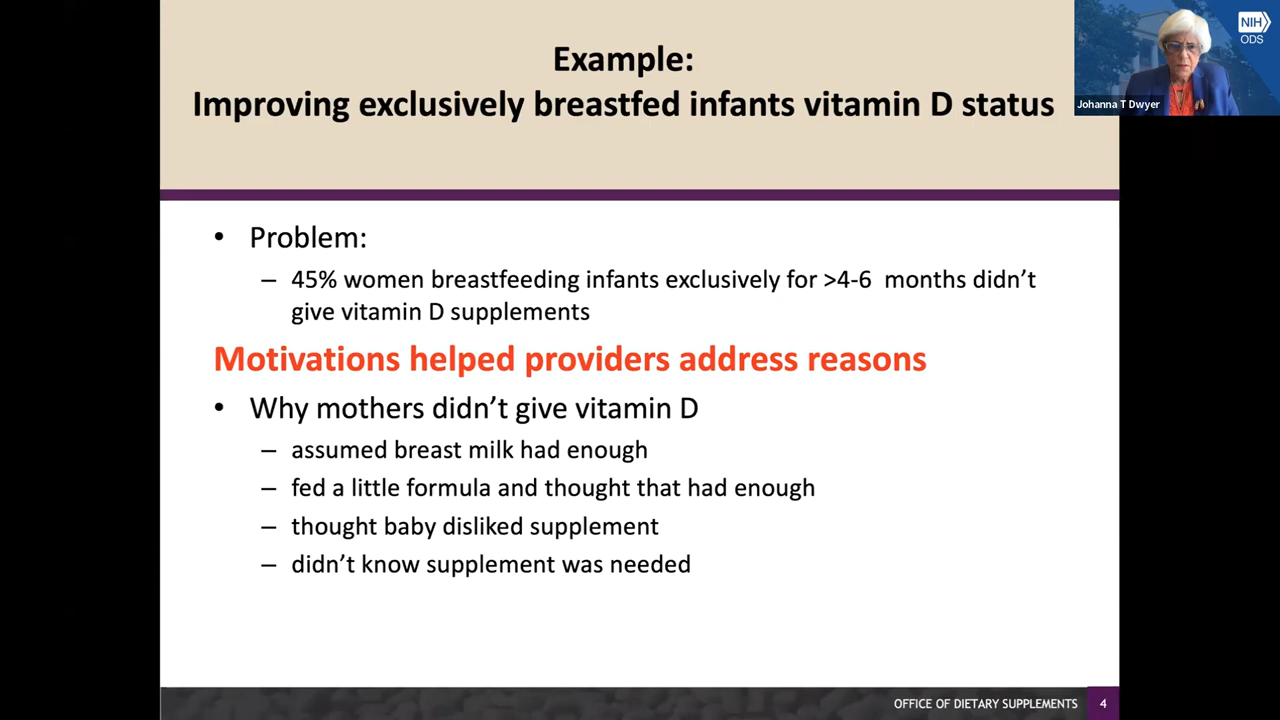 Example:
Improving exclusively breastfed infants vitamin D status
NIH
ODS
Johanna T Dwyer
• Problem:
– 45% women breastfeeding infants exclusively for >4-6 months didn’t
give vitamin D supplements
Motivations helped providers address reasons
• Why mothers didn’t give vitamin D
– assumed breast milk had enough
– fed a little formula and thought that had enough
– thought baby disliked supplement
– didn’t know supplement was needed
OFFICE OF DIETARY SUPPLEMENTS 4